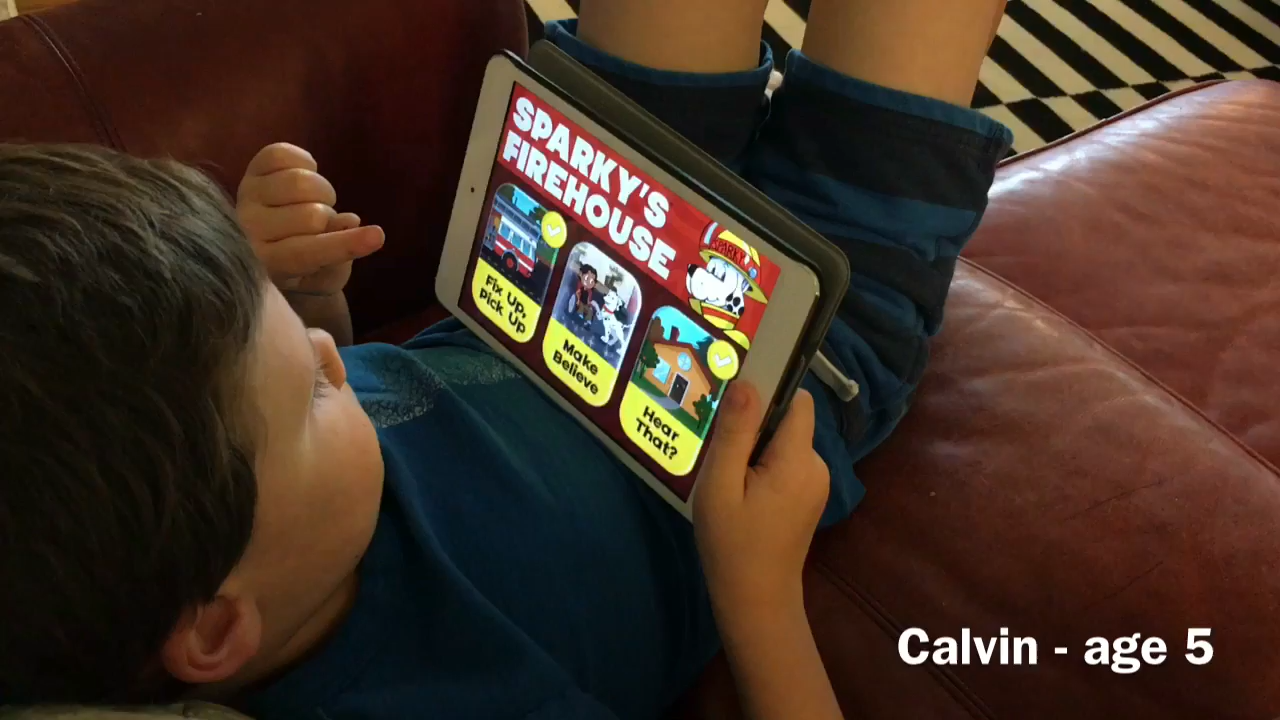 SPARKY'S
FIREHOUSE
SPARKY
Fix Up,
Pick Up
Make
Believe
Hear
That?
Calvin - age 5